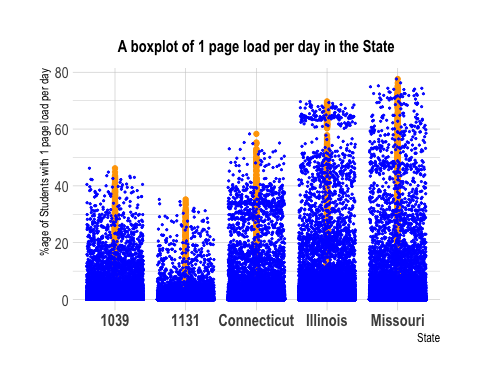 A boxplot of 1 page load per day in the State
%age of Students with 1 page load per day
80
60
40
20
0
1039 1131 Connecticut Illinois Missouri
State